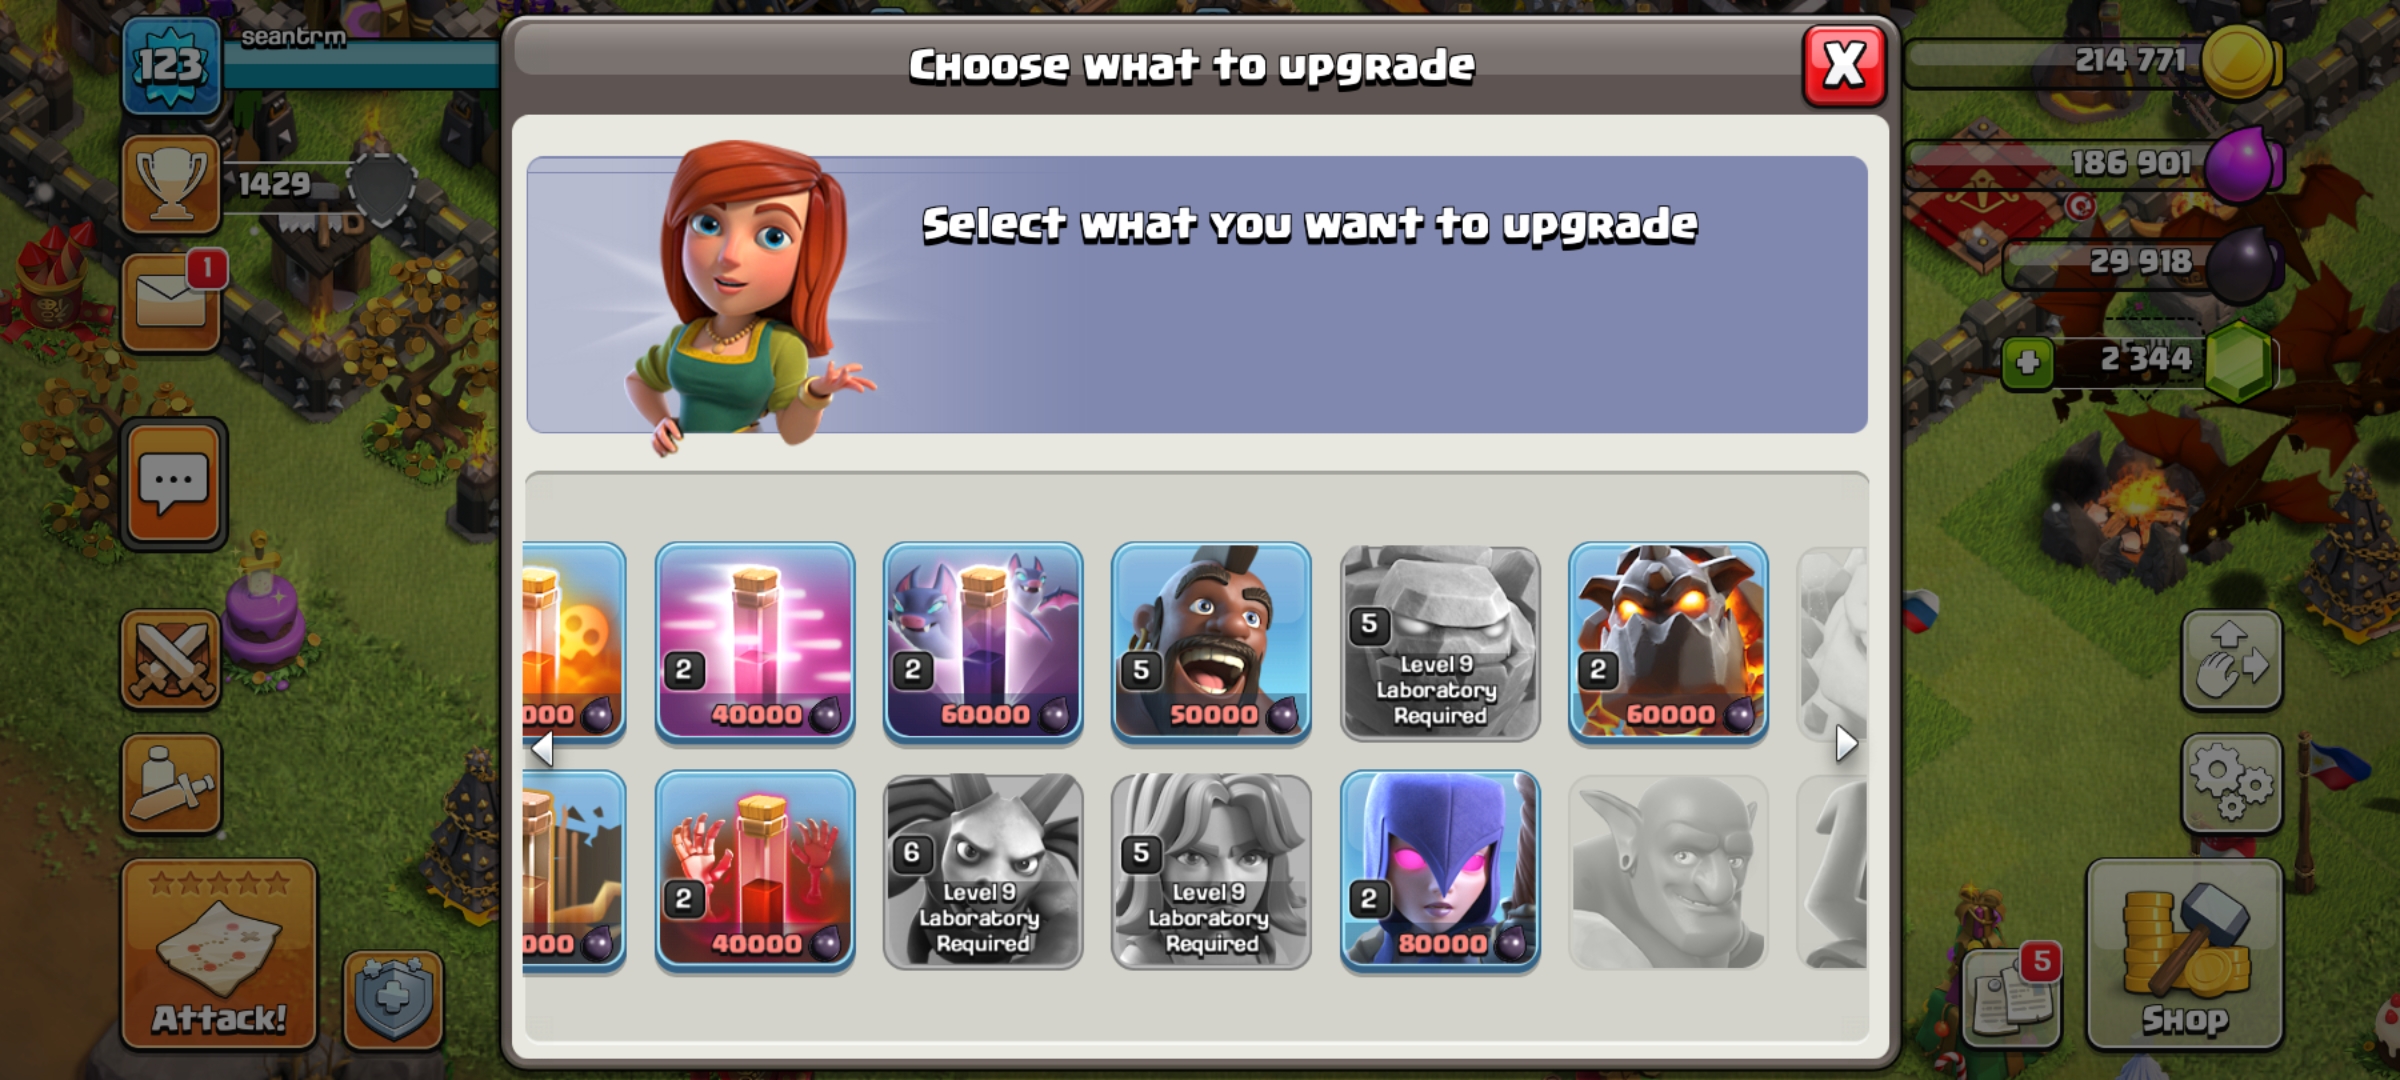 123
seantrm
Choose what to upgrade
X
214 771
1429
186 901
1
Select what you want to upgrade
29 918
2 344
000
2
40000
2
60000
5
50000
5
Level 9
Laboratory
Required
2
60000
000
2
40000
6
Level 9
Laboratory
Required
5
Level 9
Laboratory
Required
2
80000
Attack!
5
Shop